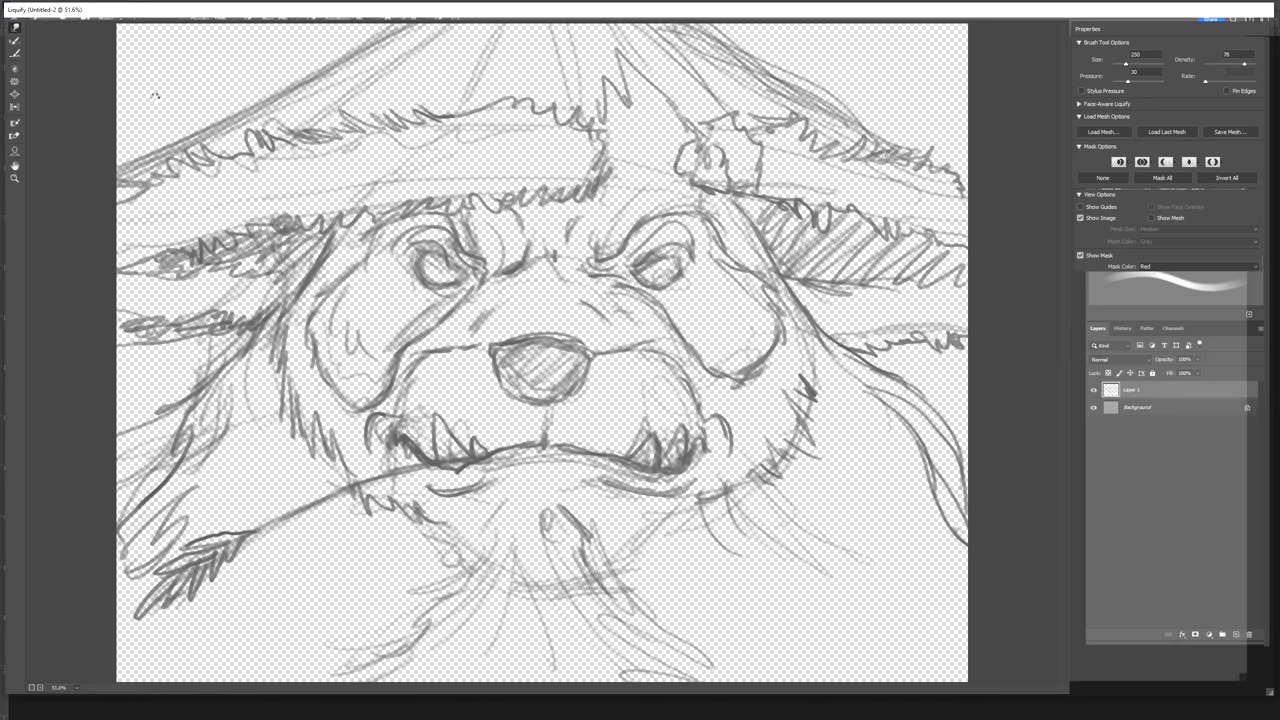 Liquify (Untitled-2 @ 51.6%)
Share
Properties
Brush Tool Options
Size: 250 Density: 78
Pressure: 30 Rate:
Stylus Pressure Pin Edges
Face-Aware Liquify
Load Mesh Options
Load Mesh... Load Last Mesh Save Mesh...
Mask Options
None Mask All Invert All
View Options
Show Guides Show Face Overlay
Show Image Show Mesh
Mesh Size: Medium
Mesh Color: Gray
Show Mask
Mask Color: Red
Layers History Paths Channels
Kind
Normal Opacity: 100%
Lock: Fill: 100%
Layer 1
Background
fx
51.6%